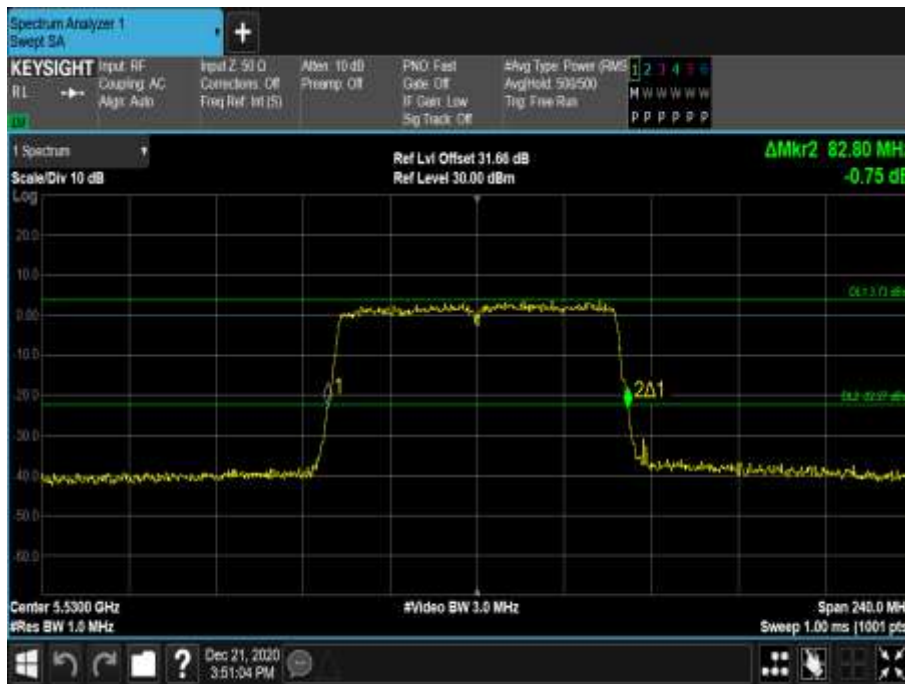 Spectrum Analyzer 1
Swept SA
+
KEYSIGHT Input: RF Input Z: 50 Ω Atten: 10 dB PNO: Fast #Avg Type: Power (RMS 1 2 3 4 5 6
RL Coupling: AC Corrections: Off Preamp: Off Gate: Off Avg|Hold: 500/500 M W W W W W
Align: Auto Freq Ref: Int (S) IF Gain: Low Trig: Free Run
Sig Track: Off P P P P P P
1 Spectrum
Ref Lvl Offset 31.66 dB
ΔMkr2 82.80 MH
Scale/Div 10 dB
Ref Level 30.00 dBm
-0.75 dB
Log
20.0
10.0
0.00
-10.0
-20.0
-30.0
-40.0
-50.0
-60.0
1
2Δ1
Center 5.5300 GHz
#Video BW 3.0 MHz
Span 240.0 MH
#Res BW 1.0 MHz
Sweep 1.00 ms (1001 pts
?
Dec 21, 2020
3:51:04 PM